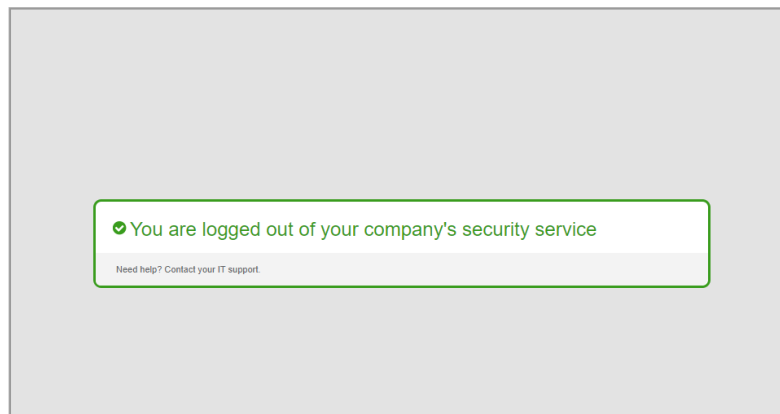 You are logged out of your company's security service
Need help? Contact your IT support.